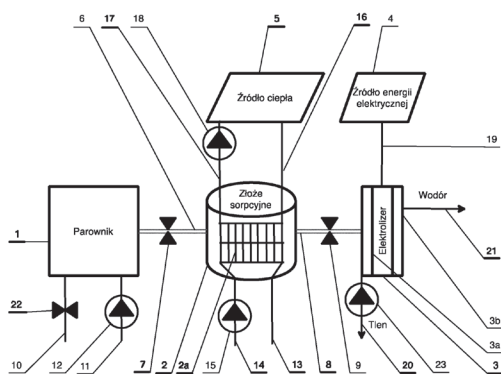 6
17
18
5
16
4
Źródło ciepła
Źródło energii
elektrycznej
19
Złoże
sorpcyjne
Wodór
Parownik
Elektrolizer
1
21
22
3b
Tlen
3a
10
12
11
7
2
2a
15
14
13
8
9
20
23
3